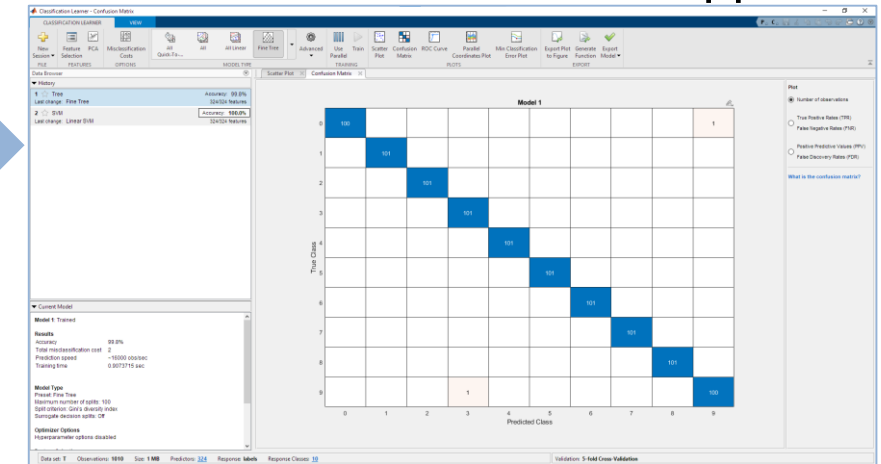 Classification Learner - Confusion Matrix
CLASSIFICATION LEARNER VIEW
New Session Feature Selection PCA Misclassification Costs All Quick-To-... All All Linear Fine Tree Advanced Use Parallel Train Scatter Plot Confusion Matrix ROC Curve Parallel Coordinates Plot Min Classification Error Plot Export Plot to Figure Generate Function Export Model
FILE FEATURES OPTIONS MODEL TYPE TRAINING PLOTS EXPORT
Data Browser
Scatter Plot Confusion Matrix
History
1 Tree Accuracy: 99.8%
Last change: Fine Tree 324/324 features
2 SVM Accuracy: 100.0%
Last change: Linear SVM 324/324 features
Current Model
Model 1: Trained
Results
Accuracy 99.8%
Total misclassification cost 2
Prediction speed ~16000 obs/sec
Training time 0.9073715 sec
Model Type
Preset: Fine Tree
Maximum number of splits: 100
Split criterion: Gini's diversity index
Surrogate decision splits: Off
Optimizer Options
Hyperparameter options disabled
Model 1
True Class
0 100 1
1 101
2 101
3 101
4 101
5 101
6 101
7 101
8 101
9 1 100
0 1 2 3 4 5 6 7 8 9
Predicted Class
Plot
Number of observations
True Positive Rates (TPR)
False Negative Rates (FNR)
Positive Predictive Values (PPV)
False Discovery Rates (FDR)
What is the confusion matrix?
Data set: T Observations: 1010 Size: 1 MB Predictors: 324 Response: labels Response Classes: 10 Validation: 5-fold Cross-Validation